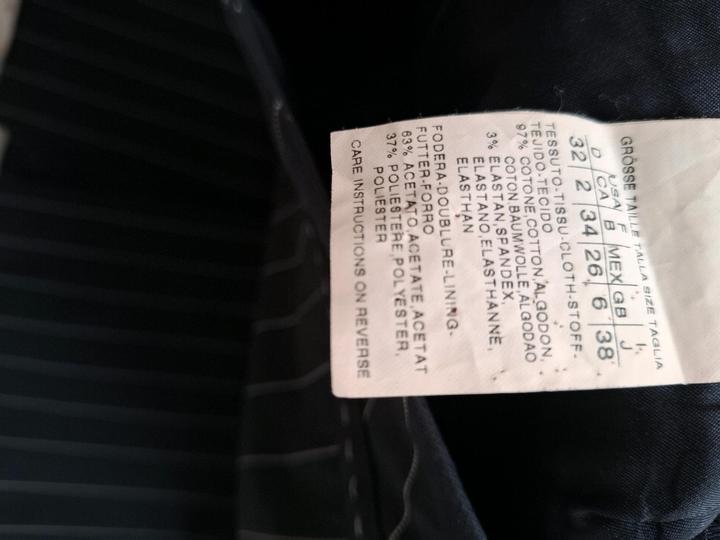 GRÖSSE TAILLE TALLA SIZE TAGLIA
D USA F MEX GB I
CA B J
32 2 34 26 6 38
TESSUTO-TISSU-CLOTH-STOFF-
TEJIDO-TECIDO
97% COTONE,COTTON,ALGODON,
COTON,BAUMWOLLE,ALGODAO
3% ELASTAN,SPANDEX,
ELASTANO,ELASTHANNE,
ELASTHAN
FODERA-DOUBLURE-LINING-
FUTTER-FORRO
63% ACETATO,ACETATE,ACETAT
37% POLIESTERE,POLYESTER,
POLIESTER
CARE INSTRUCTIONS ON REVERSE